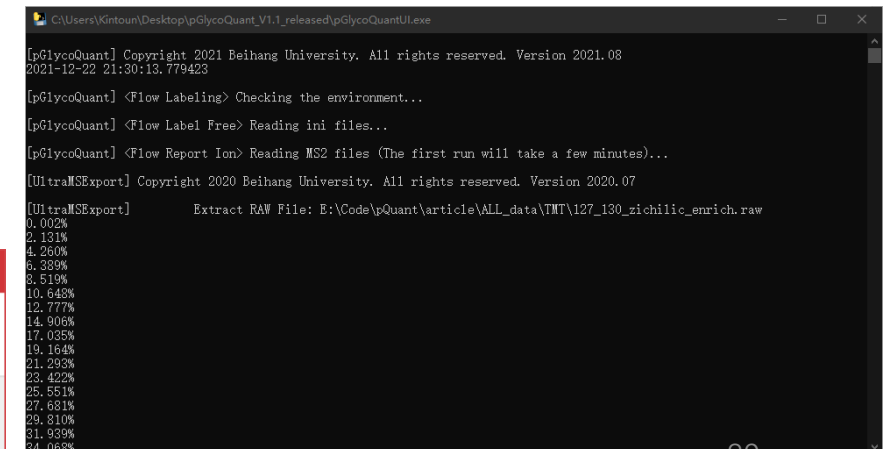 C:\Users\Kintoun\Desktop\pGlycoQuant_V1.1_released\pGlycoQuantUI.exe
[pGlycoQuant] Copyright 2021 Beihang University. All rights reserved. Version 2021.08
2021-12-22 21:30:13.779423
[pGlycoQuant] <Flow Labeling> Checking the environment...
[pGlycoQuant] <Flow Label Free> Reading ini files...
[pGlycoQuant] <Flow Report Ion> Reading MS2 files (The first run will take a few minutes)...
[UltraMSExport] Copyright 2020 Beihang University. All rights reserved. Version 2020.07
[UltraMSExport] Extract RAW File: E:\Code\pQuant\article\ALL_data\TMT\127_130_zichilic_enrich.raw
0.002%
2.131%
4.260%
6.389%
8.519%
10.648%
12.777%
14.906%
17.035%
19.164%
21.293%
23.422%
25.551%
27.681%
29.810%
31.939%
34.068%